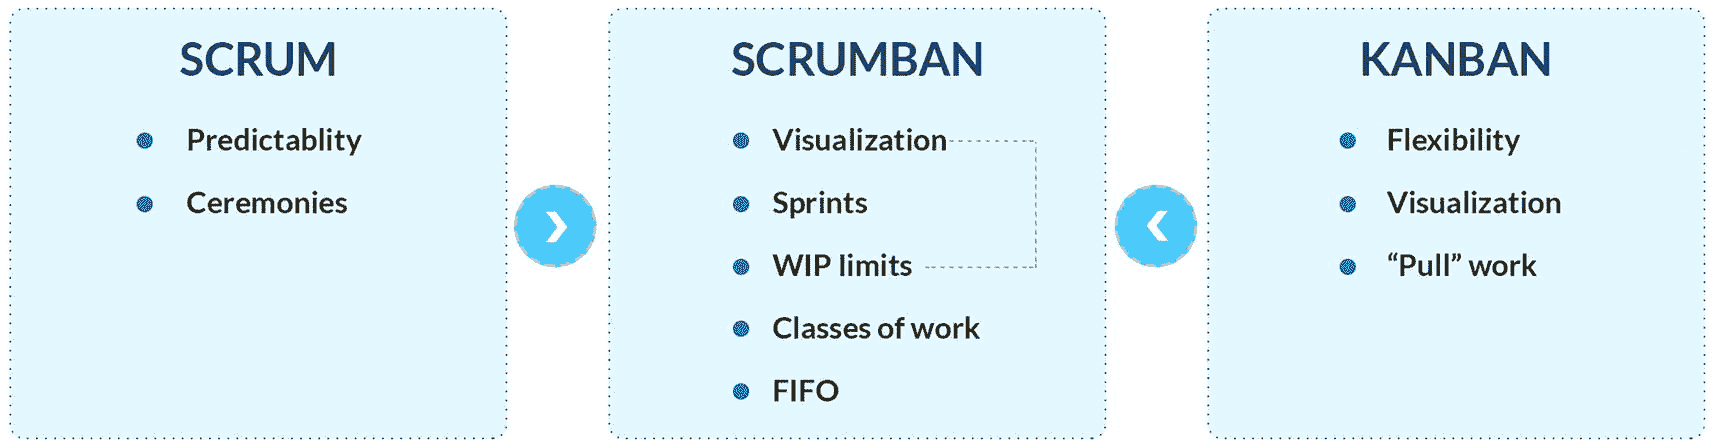 SCRUM
Predictablity
Ceremonies
SCRUMBAN
Visualization
Sprints
WIP limits
Classes of work
FIFO
KANBAN
Flexibility
Visualization
“Pull” work